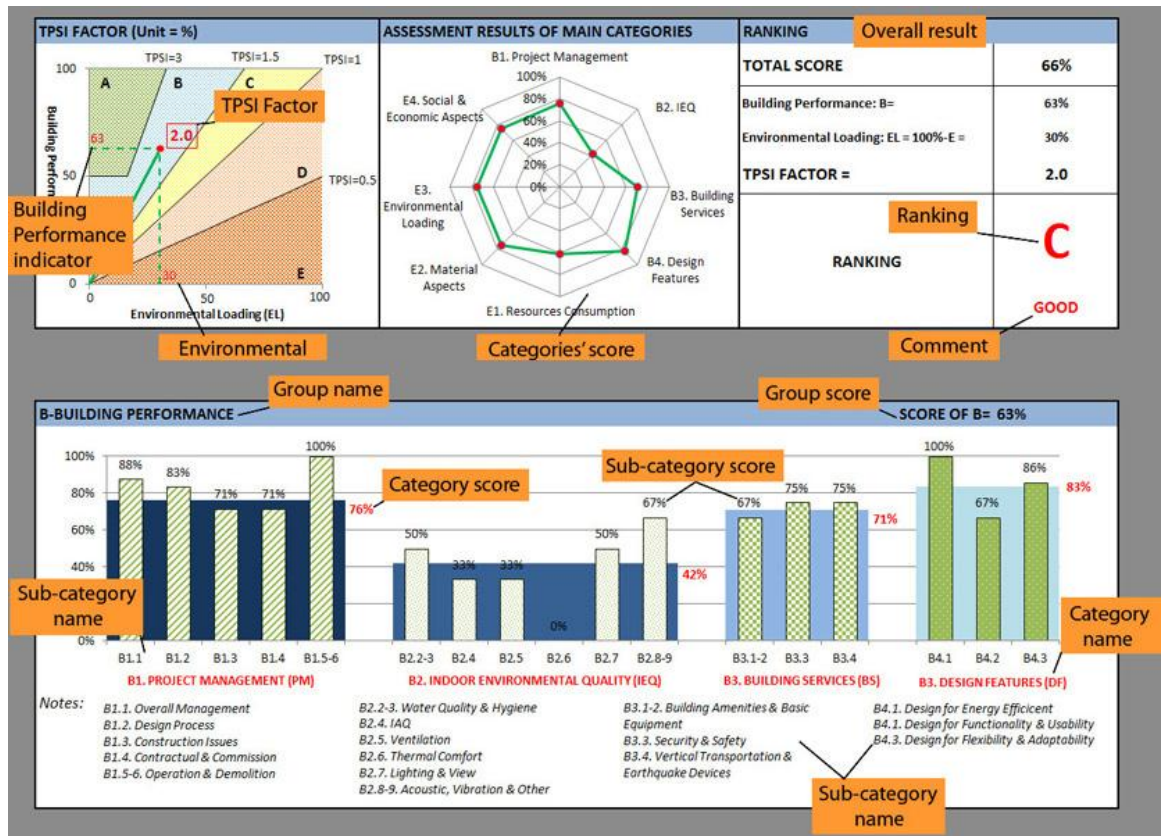 TPSI FACTOR (Unit = %)
TPSI=3
TPSI=1.5
TPSI=1
100
A
B
C
TPSI Factor
2.0
63
Building Perform
50
D
TPSI=0.5
Building
Performance
indicator
30
E
0
0
50
100
Environmental Loading (EL)
Environmental
ASSESSMENT RESULTS OF MAIN CATEGORIES
B1. Project Management
100%
80%
60%
40%
20%
0%
B2. IEQ
B3. Building
Services
B4. Design
Features
E1. Resources Consumption
E2. Material
Aspects
E3.
Environmental
Loading
E4. Social &
Economic Aspects
Categories' score
RANKING
Overall result
TOTAL SCORE 66%
Building Performance: B= 63%
Environmental Loading: EL = 100%-E = 30%
TPSI FACTOR = 2.0
Ranking
RANKING
C
GOOD
Comment
Group name
Group score
B-BUILDING PERFORMANCE
SCORE OF B= 63%
100%
80%
60%
40%
20%
0%
88%
83%
71%
71%
100%
76%
Category score
50%
33%
33%
0%
50%
67%
42%
Sub-category score
67%
75%
75%
71%
100%
67%
86%
83%
Sub-category
name
Category
name
B1.1 B1.2 B1.3 B1.4 B1.5-6 B2.2-3 B2.4 B2.5 B2.6 B2.7 B2.8-9 B3.1-2 B3.3 B3.4 B4.1 B4.2 B4.3
B1. PROJECT MANAGEMENT (PM)
B2. INDOOR ENVIRONMENTAL QUALITY (IEQ)
B3. BUILDING SERVICES (BS)
B3. DESIGN FEATURES (DF)
Notes:
B1.1. Overall Management
B1.2. Design Process
B1.3. Construction Issues
B1.4. Contractual & Commission
B1.5-6. Operation & Demolition
B2.2-3. Water Quality & Hygiene
B2.4. IAQ
B2.5. Ventilation
B2.6. Thermal Comfort
B2.7. Lighting & View
B2.8-9. Acoustic, Vibration & Other
B3.1-2. Building Amenities & Basic
Equipment
B3.3. Security & Safety
B3.4. Vertical Transportation &
Earthquake Devices
B4.1. Design for Energy Efficicent
B4.1. Design for Functionality & Usability
B4.3. Design for Flexibility & Adaptability
Sub-category
name